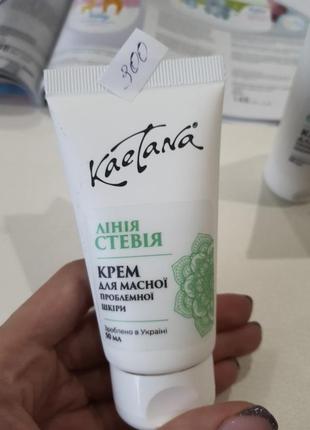 300
Kaetana®
ЛІНІЯ
СТЕВІЯ
КРЕМ
ДЛЯ МАСНОЇ
ПРОБЛЕМНОЇ
ШКІРИ
Зроблено в Україні
50 мл